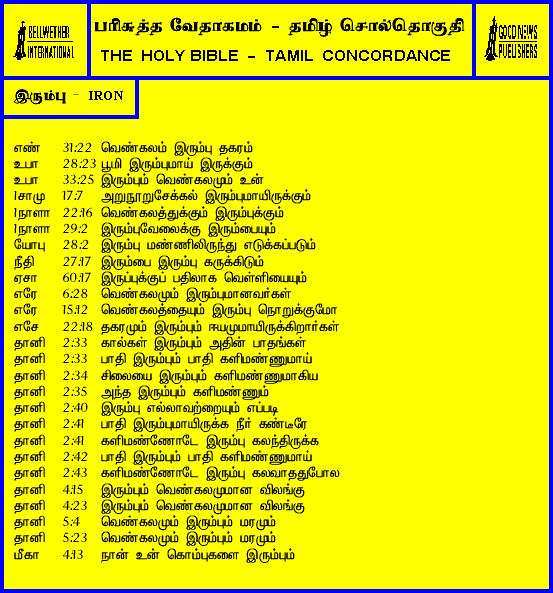 BELLWETHER
INTERNATIONAL
பரிசுத்த வேதாகமம் - தமிழ் சொல்தொகுதி
THE HOLY BIBLE - TAMIL CONCORDANCE
GOOD NEWS
PUBLISHERS
இரும்பு - IRON
எண் 31:22 வெண்கலம் இரும்பு தகரம்
உபா 28:23 பூமி இரும்புமாய் இருக்கும்
உபா 33:25 இரும்பும் வெண்கலமும் உன்
1சாமு 17:7 அறுநூறுசேக்கல் இரும்புமாயிருக்கும்
1நாளா 22:16 வெண்கலத்துக்கும் இரும்புக்கும்
1நாளா 29:2 இரும்புவேலைக்கு இரும்பையும்
யோபு 28:2 இரும்பு மண்ணிலிருந்து எடுக்கப்படும்
நீதி 27:17 இரும்பை இரும்பு கருக்கிடும்
ஏசா 60:17 இருப்புக்குப் பதிலாக வெள்ளியையும்
எரே 6:28 வெண்கலமும் இரும்புமானவர்கள்
எரே 15:12 வெண்கலத்தையும் இரும்பு நொறுக்குமோ
எசே 22:18 தகரமும் இரும்பும் ஈயமுமாயிருக்கிறார்கள்
தானி 2:33 கால்கள் இரும்பும் அதின் பாதங்கள்
தானி 2:33 பாதி இரும்பும் பாதி களிமண்ணுமாய்
தானி 2:34 சிலையை இரும்பும் களிமண்ணுமாகிய
தானி 2:35 அந்த இரும்பும் களிமண்ணும்
தானி 2:40 இரும்பு எல்லாவற்றையும் எப்படி
தானி 2:41 பாதி இரும்புமாயிருக்க நீர் கண்டீரே
தானி 2:41 களிமண்ணோடே இரும்பு கலந்திருக்க
தானி 2:42 பாதி இரும்பும் பாதி களிமண்ணுமாய்
தானி 2:43 களிமண்ணோடே இரும்பு கலவாததுபோல
தானி 4:15 இரும்பும் வெண்கலமுமான விலங்கு
தானி 4:23 இரும்பும் வெண்கலமுமான விலங்கு
தானி 5:4 வெண்கலமும் இரும்பும் மரமும்
தானி 5:23 வெண்கலமும் இரும்பும் மரமும்
மீகா 4:13 நான் உன் கொம்புகளை இரும்பும்